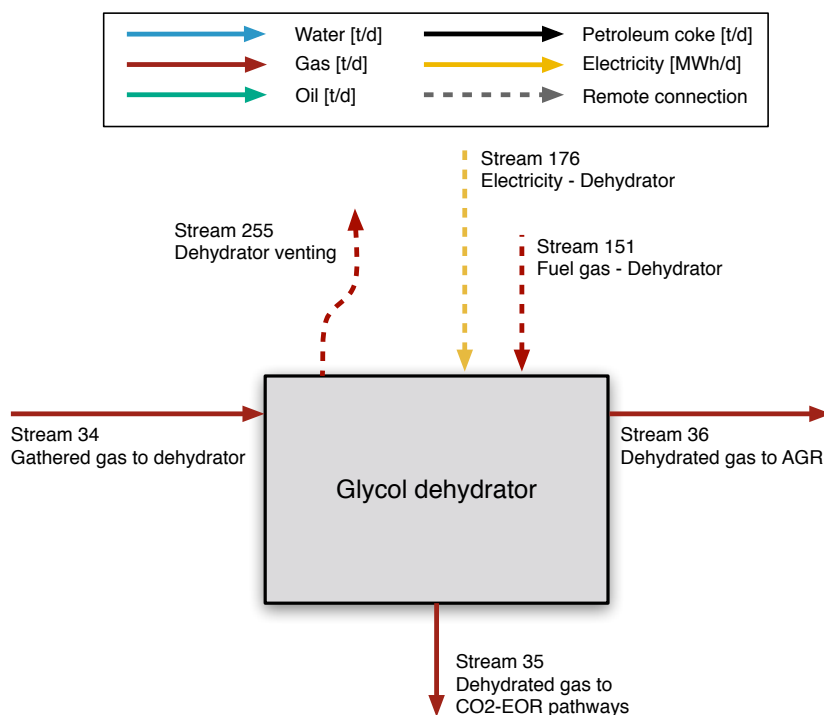 Water [t/d]
Gas [t/d]
Oil [t/d]
Petroleum coke [t/d]
Electricity [MWh/d]
Remote connection
Stream 176
Electricity - Dehydrator
Stream 255
Dehydrator venting
Stream 151
Fuel gas - Dehydrator
Stream 34
Gathered gas to dehydrator
Glycol dehydrator
Stream 36
Dehydrated gas to AGR
Stream 35
Dehydrated gas to
CO2-EOR pathways